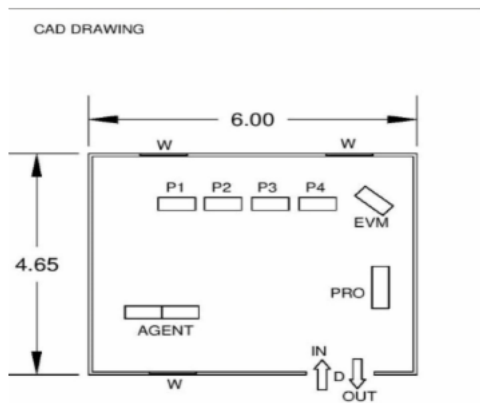 CAD DRAWING
6.00
W W
P1 P2 P3 P4
EVM
4.65
PRO
AGENT
IN
D
W
OUT